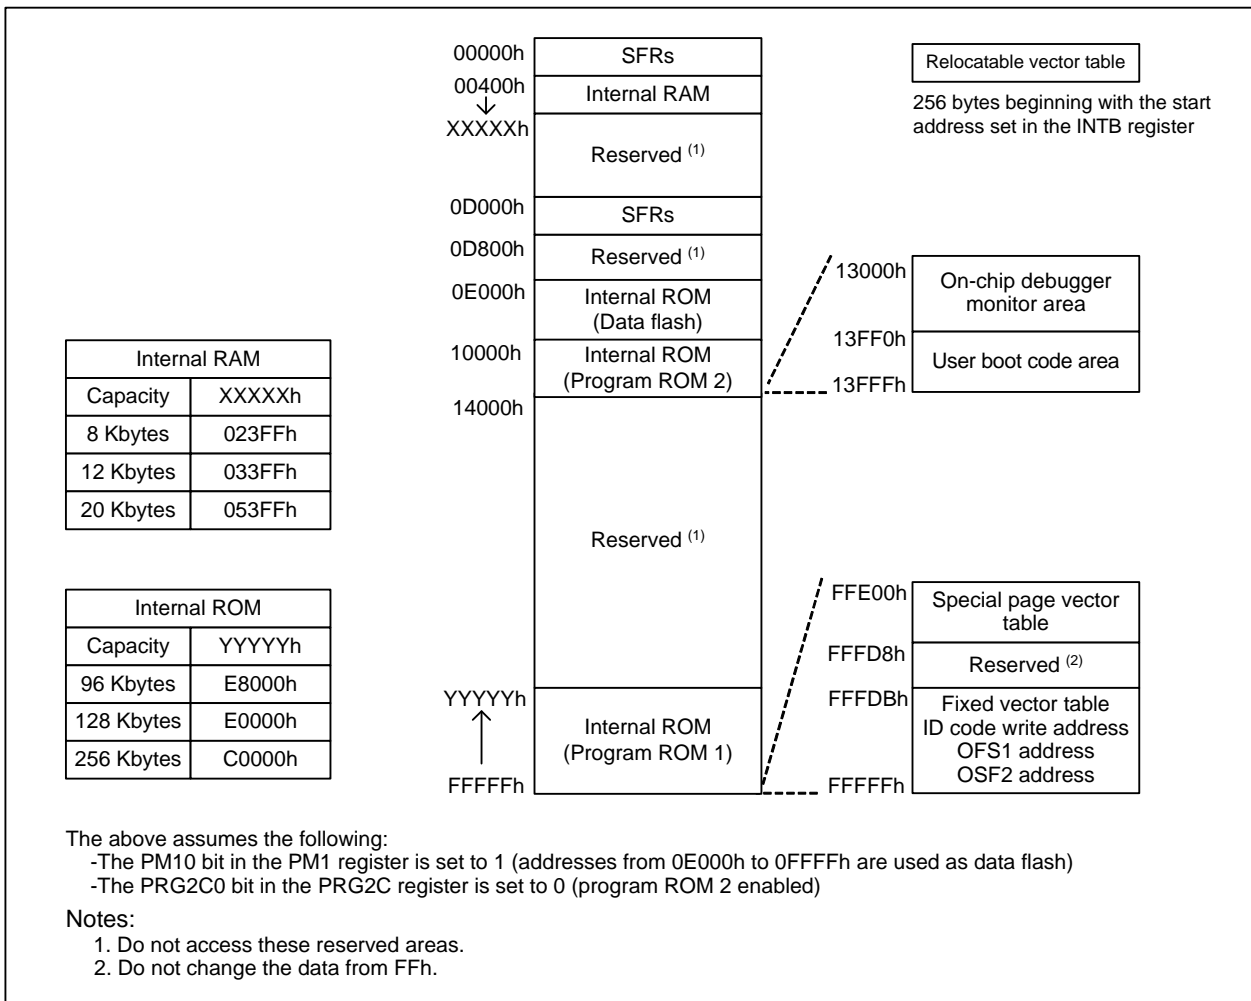 00000h
SFRs
00400h
Internal RAM
XXXXXh
Reserved (1)
0D000h
SFRs
0D800h
Reserved (1)
0E000h
Internal ROM
(Data flash)
10000h
Internal ROM
(Program ROM 2)
14000h
Reserved (1)
YYYYYh
Internal ROM
(Program ROM 1)
FFFFFh
Relocatable vector table
256 bytes beginning with the start
address set in the INTB register
13000h
On-chip debugger
monitor area
13FF0h
User boot code area
13FFFh
Internal RAM
Capacity XXXXXh
8 Kbytes 023FFh
12 Kbytes 033FFh
20 Kbytes 053FFh
Internal ROM
Capacity YYYYYh
96 Kbytes E8000h
128 Kbytes E0000h
256 Kbytes C0000h
FFE00h
Special page vector
table
FFFD8h
Reserved (2)
FFFDBh
Fixed vector table
ID code write address
OFS1 address
OSF2 address
FFFFFh
The above assumes the following:
-The PM10 bit in the PM1 register is set to 1 (addresses from 0E000h to 0FFFFh are used as data flash)
-The PRG2C0 bit in the PRG2C register is set to 0 (program ROM 2 enabled)
Notes:
1. Do not access these reserved areas.
2. Do not change the data from FFh.